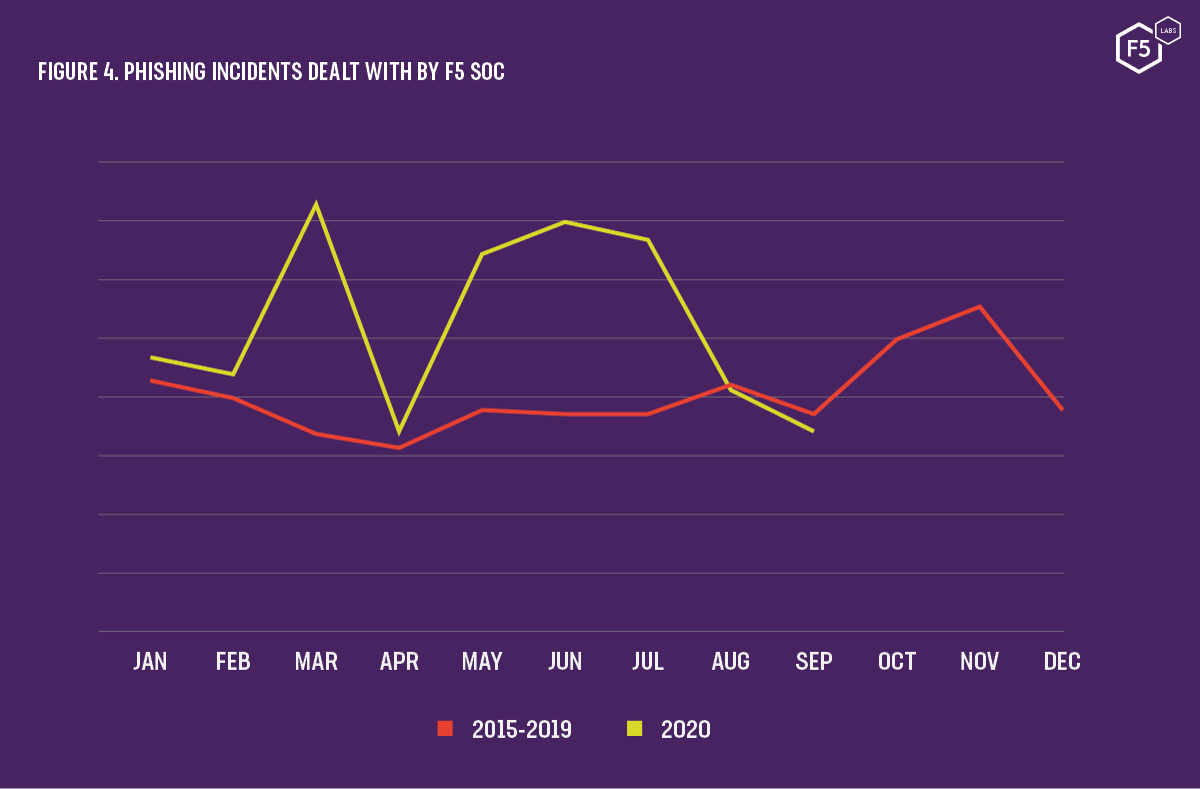 F5 LABS
FIGURE 4. PHISHING INCIDENTS DEALT WITH BY F5 SOC
JAN FEB MAR APR MAY JUN JUL AUG SEP OCT NOV DEC
2015-2019 2020